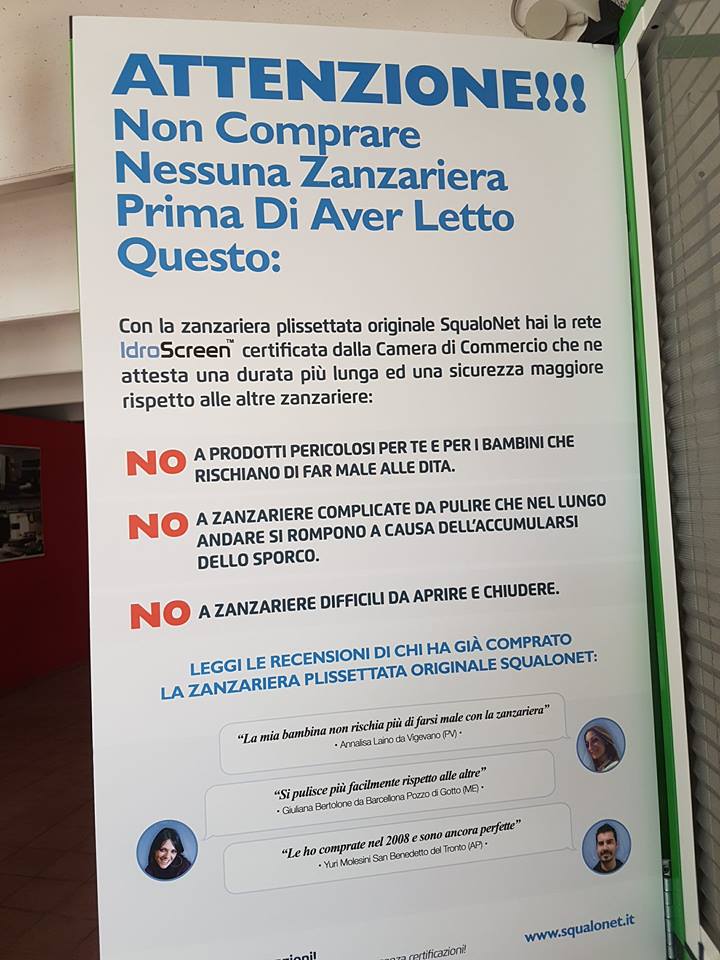 ATTENZIONE!!!
Non Comprare
Nessuna Zanzariera
Prima Di Aver Letto
Questo:
Con la zanzariera plissettata originale SqualoNet hai la rete
IdroScreen™ certificata dalla Camera di Commercio che ne
attesta una durata più lunga ed una sicurezza maggiore
rispetto alle altre zanzariere:
NO A PRODOTTI PERICOLOSI PER TE E PER I BAMBINI CHE
RISCHIANO DI FAR MALE ALLE DITA.
NO A ZANZARIERE COMPLICATE DA PULIRE CHE NEL LUNGO
ANDARE SI ROMPONO A CAUSA DELL'ACCUMULARSI
DELLO SPORCO.
NO A ZANZARIERE DIFFICILI DA APRIRE E CHIUDERE.
LEGGI LE RECENSIONI DI CHI HA GIÀ COMPRATO
LA ZANZARIERA PLISSETTATA ORIGINALE SQUALONET:
“La mia bambina non rischia più di farsi male con la zanzariera”
• Annalisa Laino da Vigevano (PV) •
“Si pulisce più facilmente rispetto alle altre”
• Giuliana Bertolone da Barcellona Pozzo di Gotto (ME) •
“Le ho comprate nel 2008 e sono ancora perfette”
• Yuri Molesini San Benedetto del Tronto (AP) •
www.squalonet.it
certificazioni!